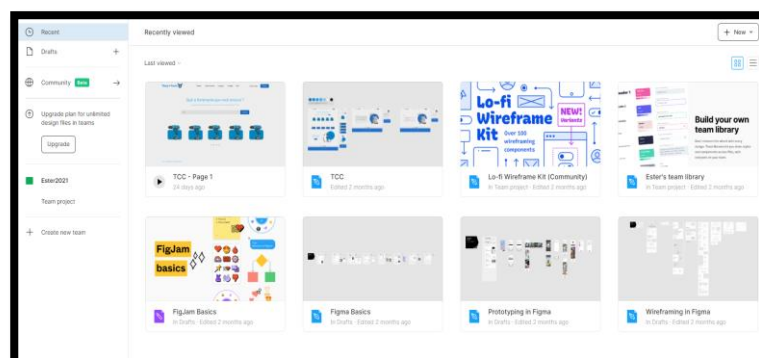 Recent
Drafts
Community Beta
Upgrade plan for unlimited
design files in teams
Upgrade
Ester2021
Team project
Create new team
Recently viewed
New
Last viewed
TCC - Page 1
24 days ago
TCC
Edited 2 months ago
Lo-fi
Wireframe
Kit
NEW!
Variants
Over 100
wireframing
components
Lo-fi Wireframe Kit (Community)
In Team project · Edited 2 months ago
Build your own
team library
Ester's team library
In Team project · Edited 2 months ago
FigJam
basics
FigJam Basics
In Drafts · Edited 2 months ago
Figma Basics
In Drafts · Edited 2 months ago
Prototyping in Figma
In Drafts · Edited 2 months ago
Wireframing in Figma
In Drafts · Edited 2 months ago